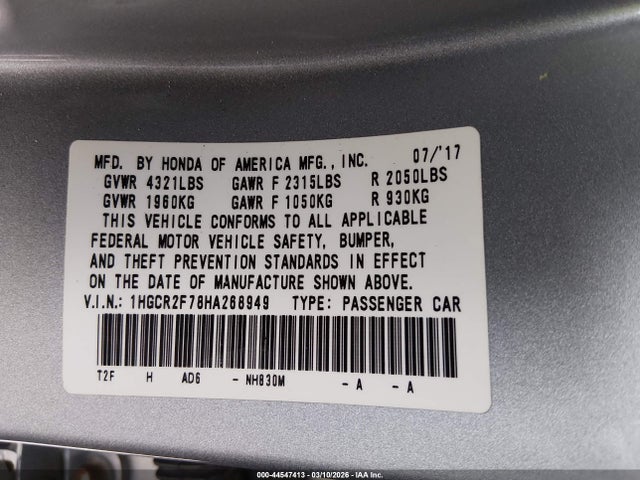 MFD. BY HONDA OF AMERICA MFG., INC. 07/'17
GVWR 4321LBS GAWR F 2315LBS R 2050LBS
GVWR 1960KG GAWR F 1050KG R 930KG
THIS VEHICLE CONFORMS TO ALL APPLICABLE
FEDERAL MOTOR VEHICLE SAFETY, BUMPER,
AND THEFT PREVENTION STANDARDS IN EFFECT
ON THE DATE OF MANUFACTURE SHOWN ABOVE.
V.I.N.: 1HGCR2F76HA268949 TYPE: PASSENGER CAR
T2F H AD6 - NH830M - A - A
000-44547413 - 03/10/2026 - IAA Inc.